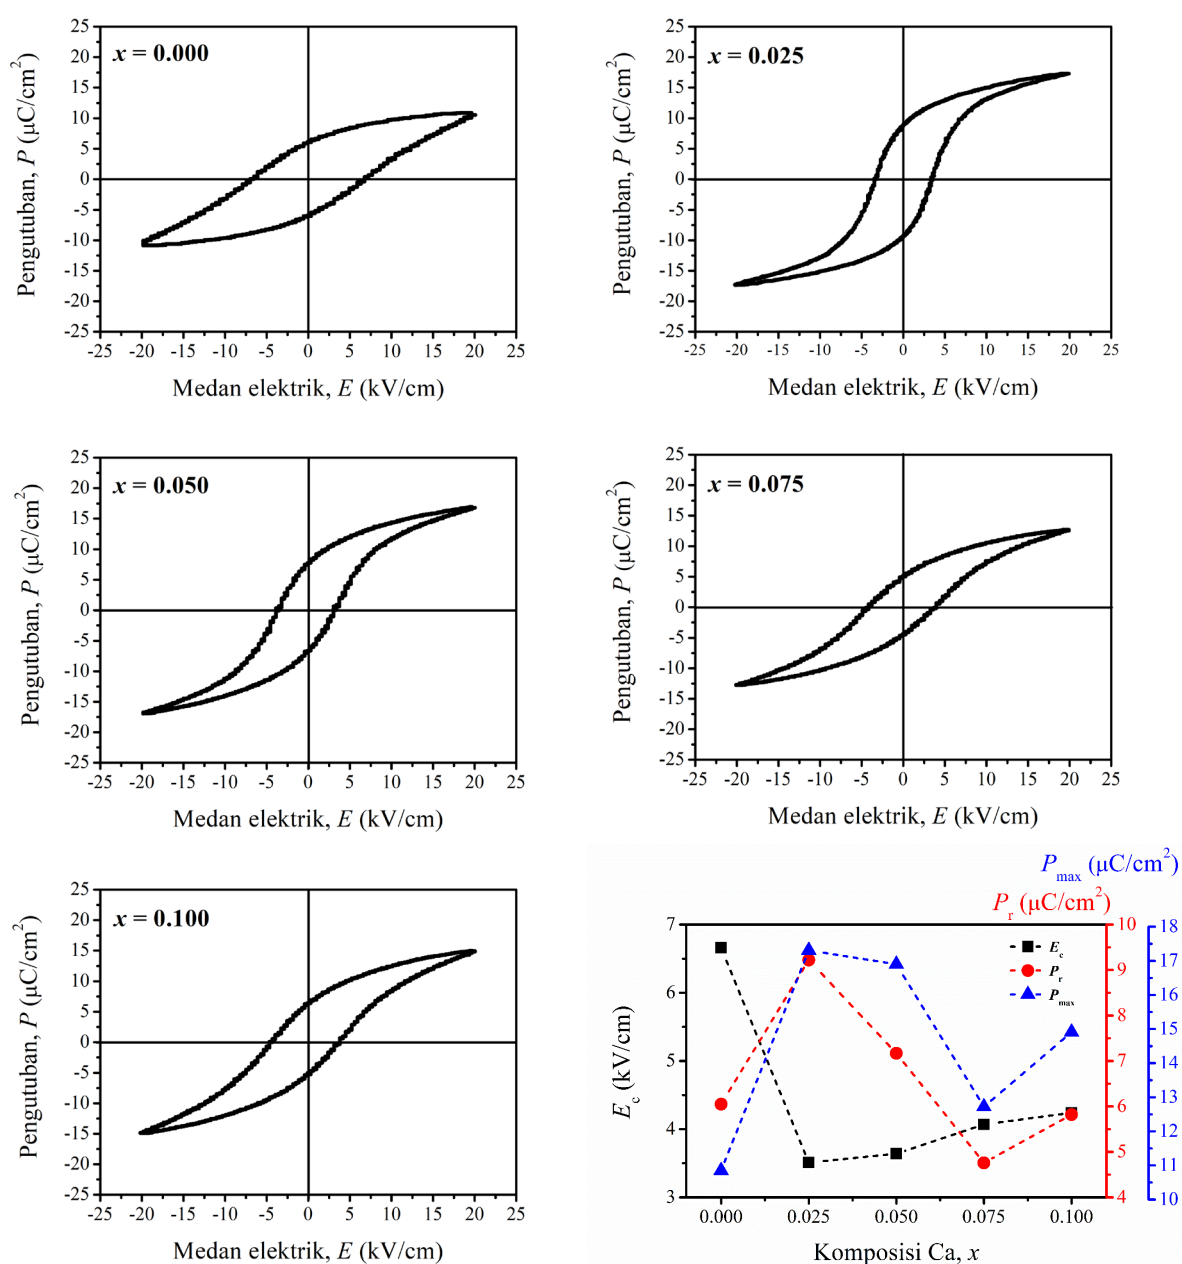 x = 0.000
Pengutuban, P (μC/cm²)
25
20
15
10
5
0
-5
-10
-15
-20
-25
-25 -20 -15 -10 -5 0 5 10 15 20 25
Medan elektrik, E (kV/cm)
x = 0.025
Pengutuban, P (μC/cm²)
25
20
15
10
5
0
-5
-10
-15
-20
-25
-25 -20 -15 -10 -5 0 5 10 15 20 25
Medan elektrik, E (kV/cm)
x = 0.050
Pengutuban, P (μC/cm²)
25
20
15
10
5
0
-5
-10
-15
-20
-25
-25 -20 -15 -10 -5 0 5 10 15 20 25
Medan elektrik, E (kV/cm)
x = 0.075
Pengutuban, P (μC/cm²)
25
20
15
10
5
0
-5
-10
-15
-20
-25
-25 -20 -15 -10 -5 0 5 10 15 20 25
Medan elektrik, E (kV/cm)
x = 0.100
Pengutuban, P (μC/cm²)
25
20
15
10
5
0
-5
-10
-15
-20
-25
-25 -20 -15 -10 -5 0 5 10 15 20 25
Medan elektrik, E (kV/cm)
Pmax (μC/cm²)
Pr (μC/cm²)
Ec (kV/cm)
7
6
5
4
3
Ec
Pr
Pmax
10
9
8
7
6
5
4
18
17
16
15
14
13
12
11
10
0.000 0.025 0.050 0.075 0.100
Komposisi Ca, x